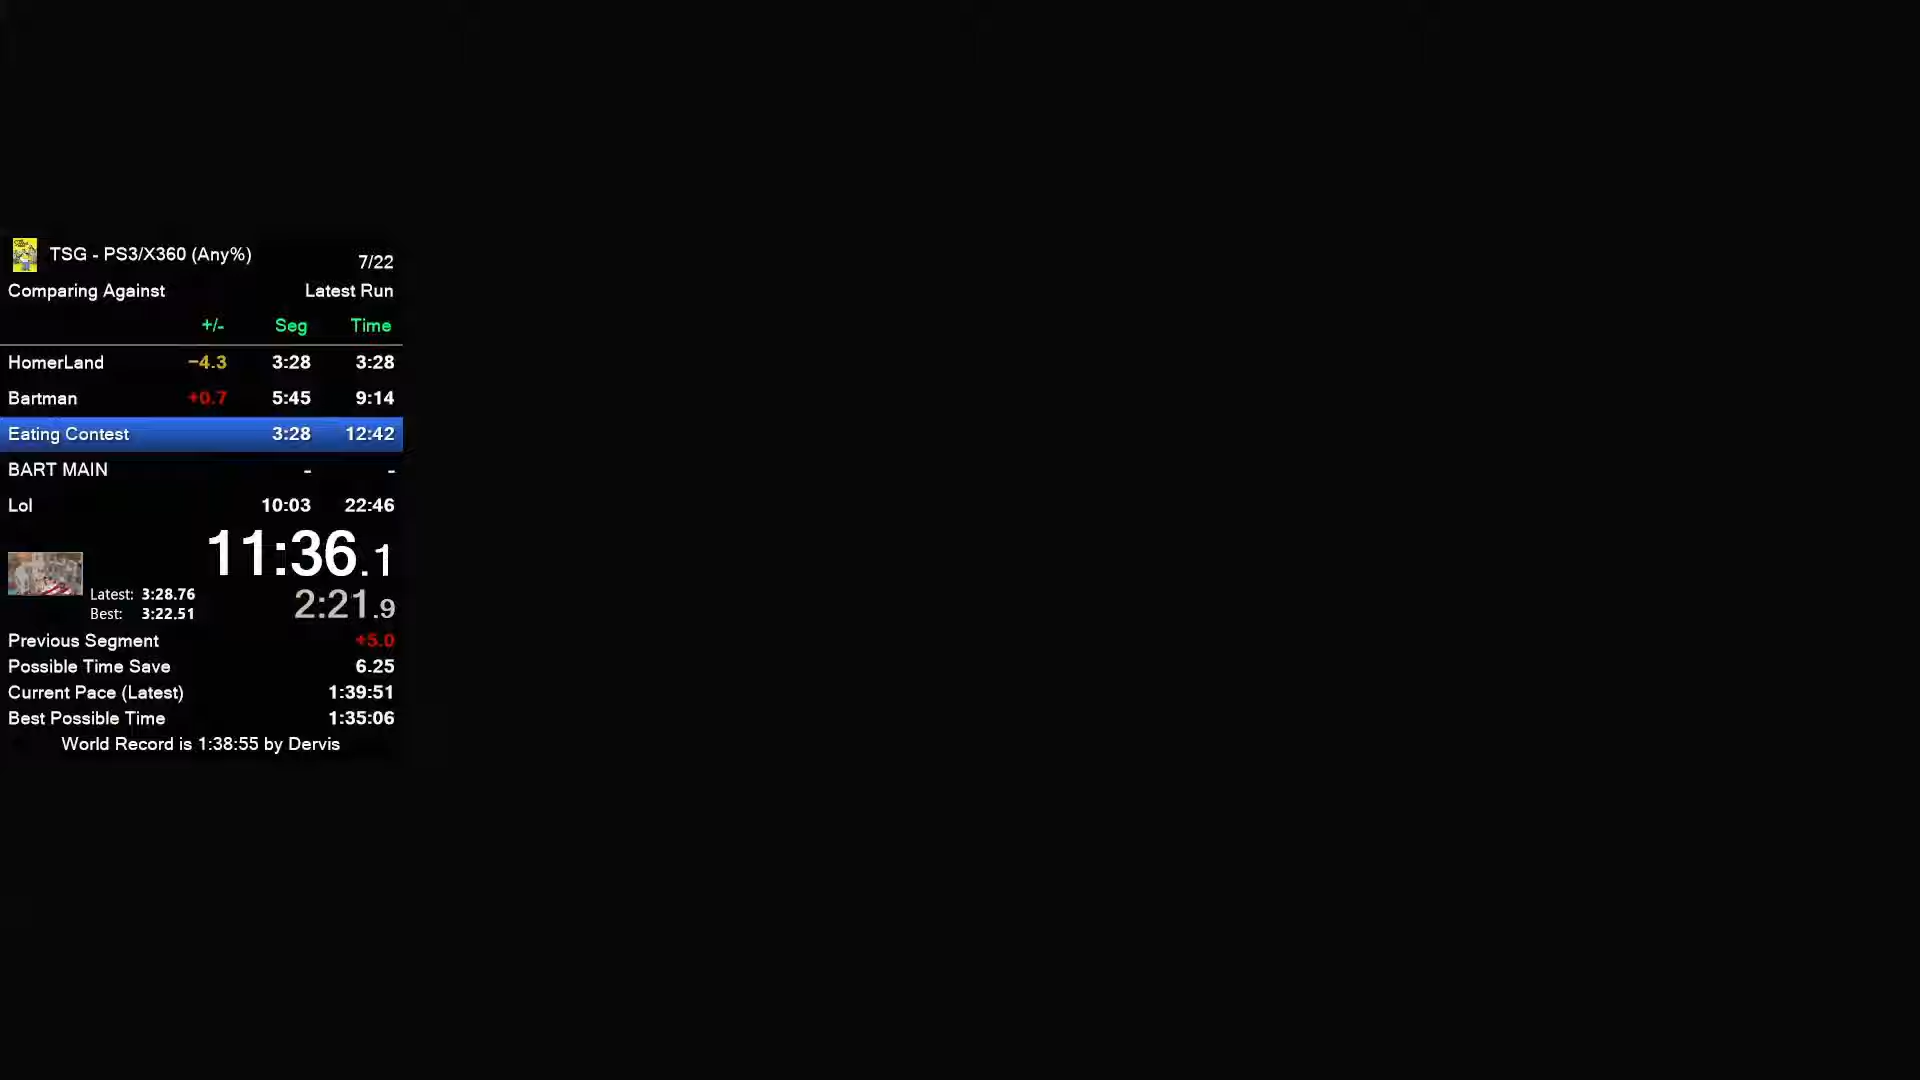 TSG - PS3/X360 (Any%)
7/22
Comparing Against Latest Run
+/- Seg Time
HomerLand −4.3 3:28 3:28
Bartman +0.7 5:45 9:14
Eating Contest 3:28 12:42
BART MAIN - -
Lol 10:03 22:46
11:36.1
Latest: 3:28.76
2:21.9
Best: 3:22.51
Previous Segment +5.0
Possible Time Save 6.25
Current Pace (Latest) 1:39:51
Best Possible Time 1:35:06
World Record is 1:38:55 by Dervis